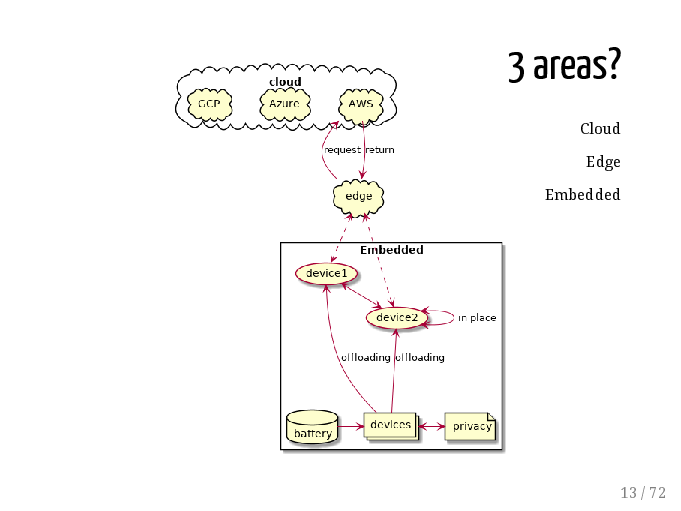 3 areas?
Cloud
Edge
Embedded
cloud
GCP Azure AWS
request return
edge
Embedded
device1
device2
in place
offloading offloading
battery devices privacy
13 / 72